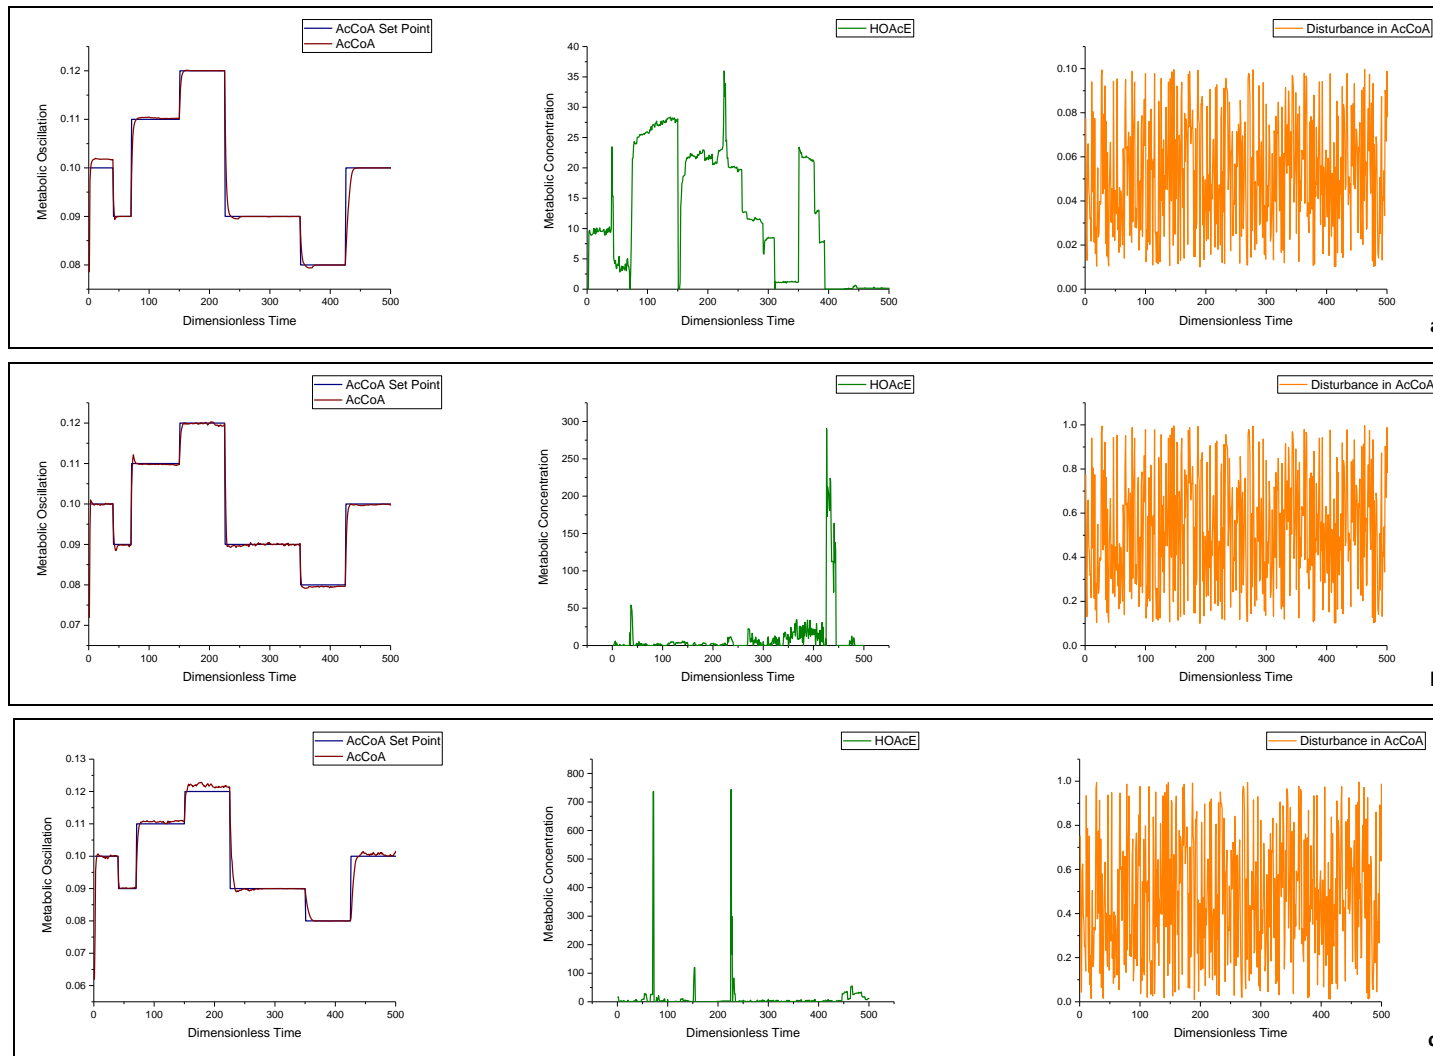 AcCoA Set Point
AcCoA
HOAcE
Disturbance in AcCoA
Metabolic Oscillation
0.12
0.11
0.10
0.09
0.08
0 100 200 300 400 500
Dimensionless Time
Metabolic Concentration
40
35
30
25
20
15
10
5
0
0 100 200 300 400 500
Dimensionless Time
0.10
0.08
0.06
0.04
0.02
0.00
0 100 200 300 400 500
Dimensionless Time
AcCoA Set Point
AcCoA
HOAcE
Disturbance in AcCoA
Metabolic Oscillation
0.12
0.11
0.10
0.09
0.08
0.07
0 100 200 300 400 500
Dimensionless Time
Metabolic Concentration
300
250
200
150
100
50
0
0 100 200 300 400 500
Dimensionless Time
1.0
0.8
0.6
0.4
0.2
0.0
0 100 200 300 400 500
Dimensionless Time
AcCoA Set Point
AcCoA
HOAcE
Disturbance in AcCoA
Metabolic Oscillation
0.13
0.12
0.11
0.10
0.09
0.08
0.07
0.06
0 100 200 300 400 500
Dimensionless Time
Metabolic Concentration
800
700
600
500
400
300
200
100
0
0 100 200 300 400 500
Dimensionless Time
1.0
0.8
0.6
0.4
0.2
0.0
0 100 200 300 400 500
Dimensionless Time